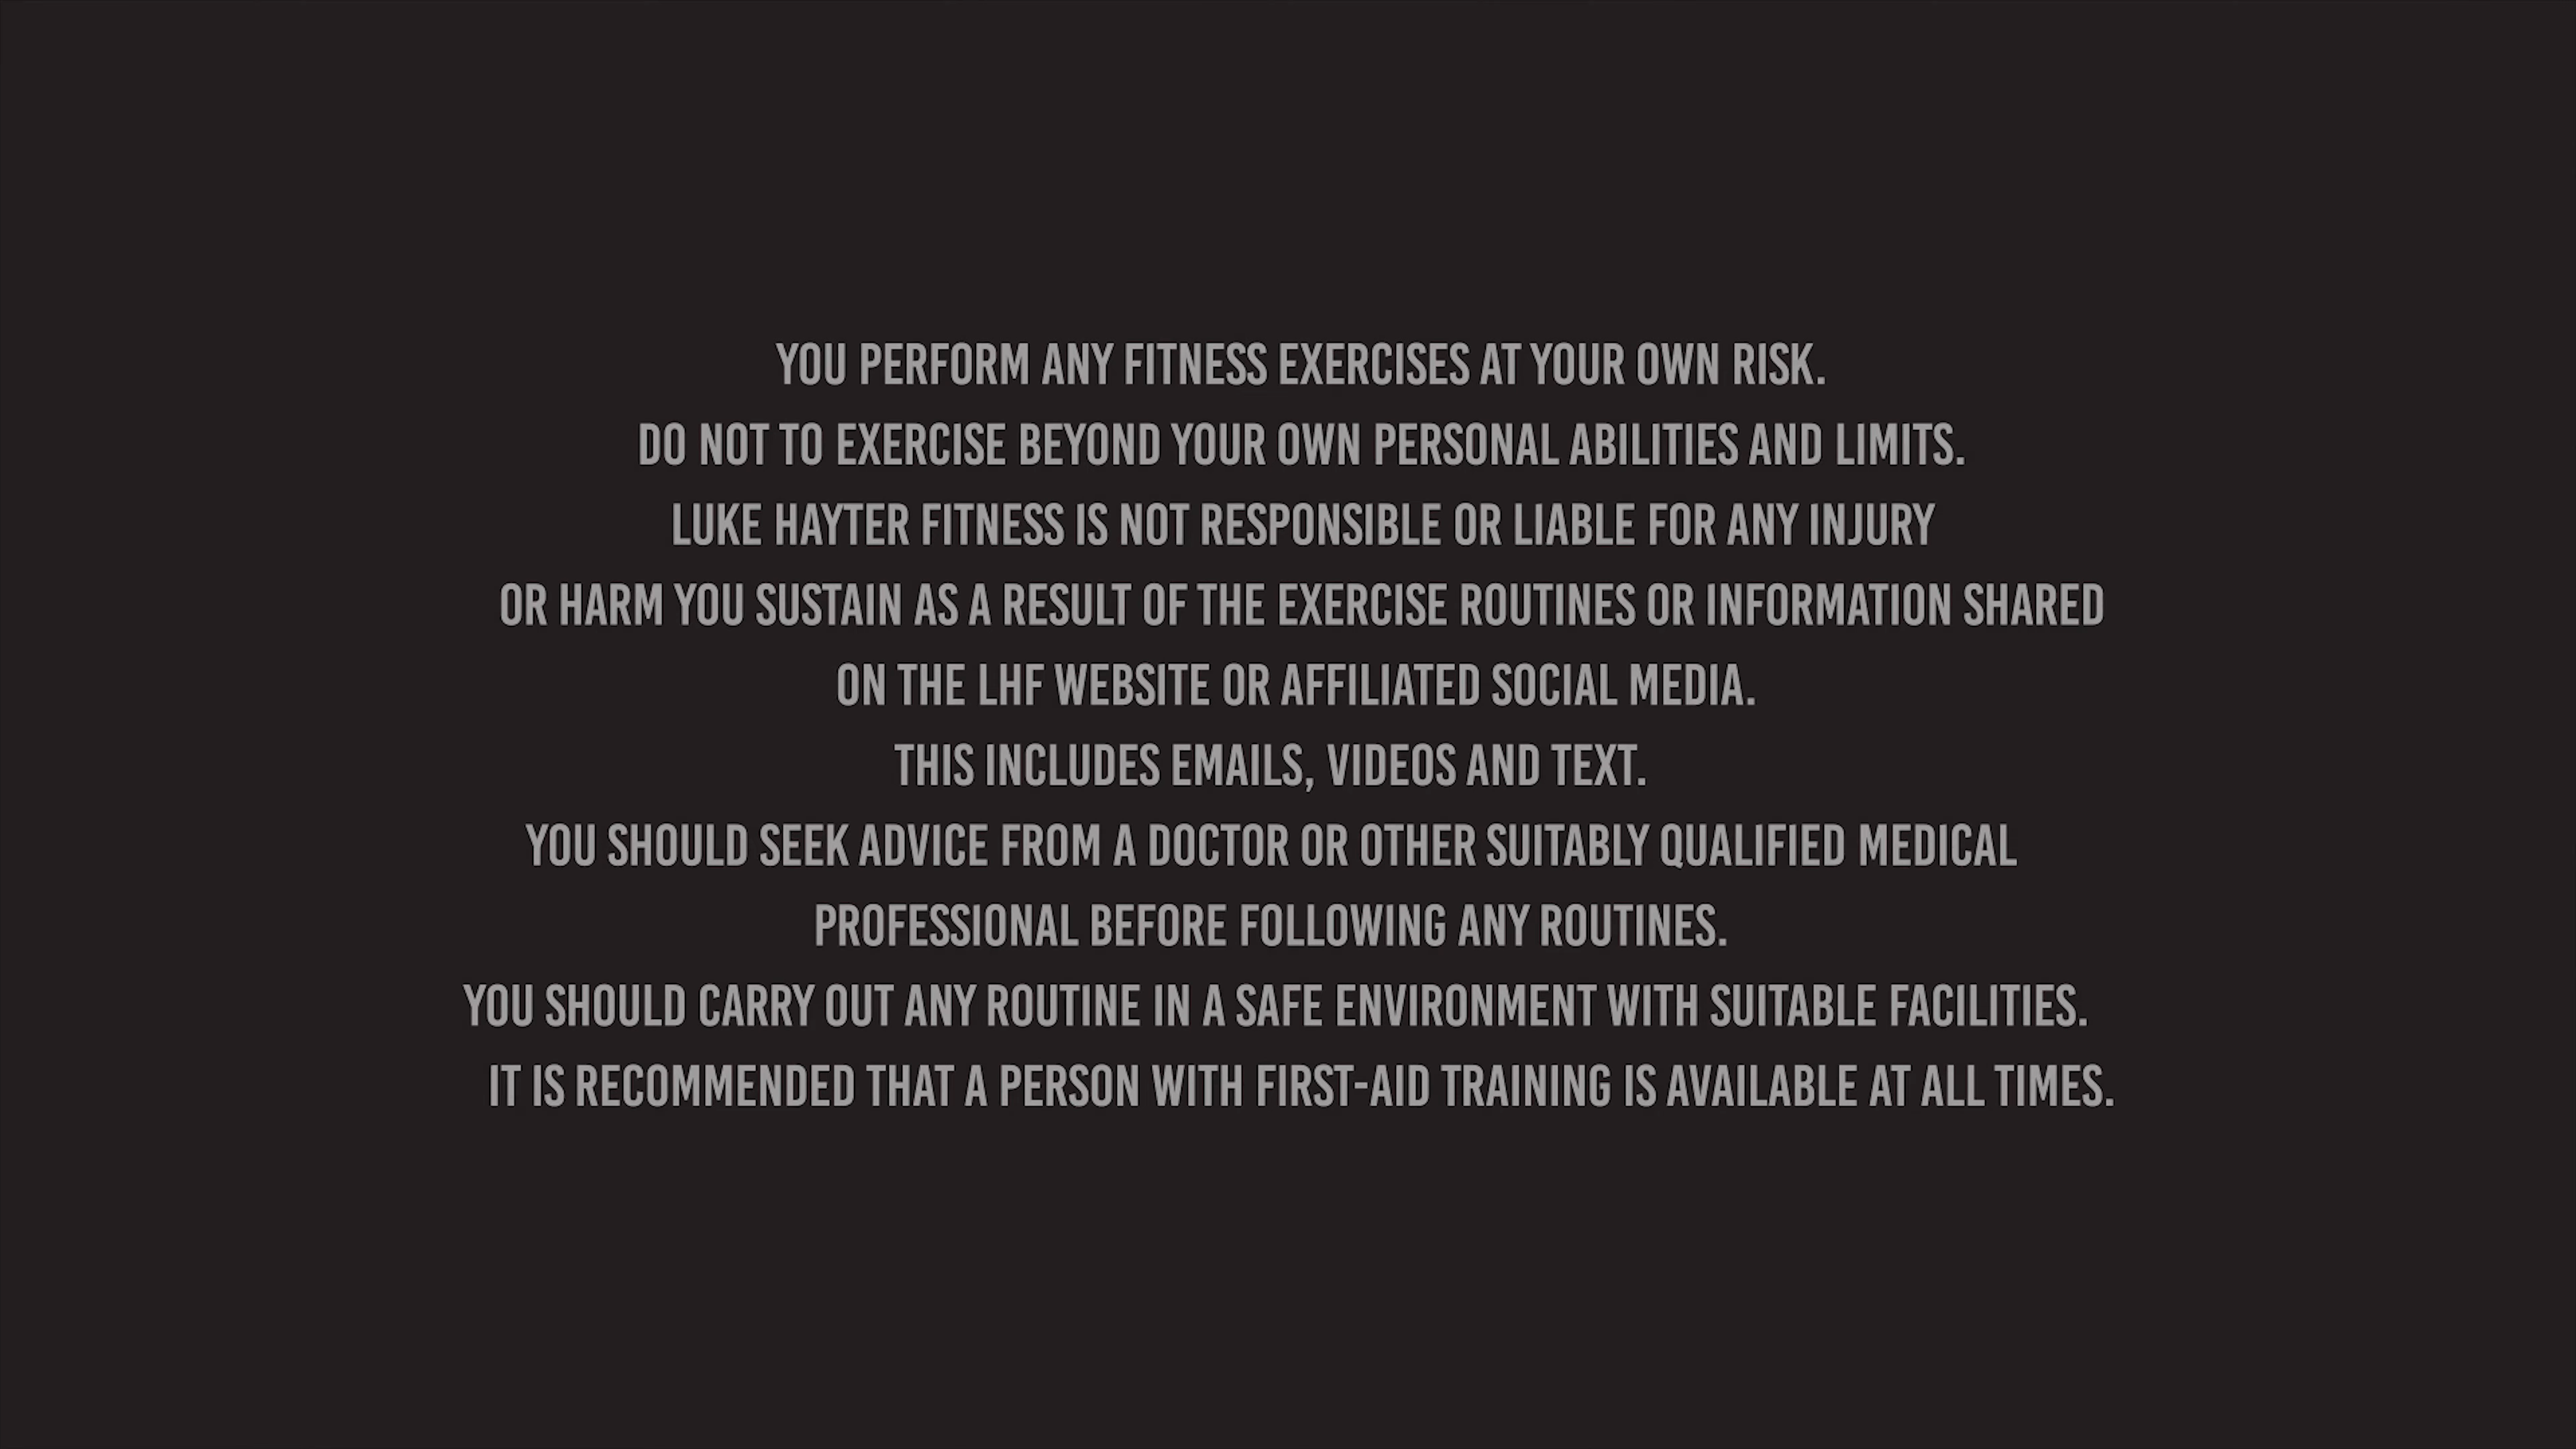 YOU PERFORM ANY FITNESS EXERCISES AT YOUR OWN RISK.
DO NOT TO EXERCISE BEYOND YOUR OWN PERSONAL ABILITIES AND LIMITS.
LUKE HAYTER FITNESS IS NOT RESPONSIBLE OR LIABLE FOR ANY INJURY
OR HARM YOU SUSTAIN AS A RESULT OF THE EXERCISE ROUTINES OR INFORMATION SHARED
ON THE LHF WEBSITE OR AFFILIATED SOCIAL MEDIA.
THIS INCLUDES EMAILS, VIDEOS AND TEXT.
YOU SHOULD SEEK ADVICE FROM A DOCTOR OR OTHER SUITABLY QUALIFIED MEDICAL
PROFESSIONAL BEFORE FOLLOWING ANY ROUTINES.
YOU SHOULD CARRY OUT ANY ROUTINE IN A SAFE ENVIRONMENT WITH SUITABLE FACILITIES.
IT IS RECOMMENDED THAT A PERSON WITH FIRST-AID TRAINING IS AVAILABLE AT ALL TIMES.